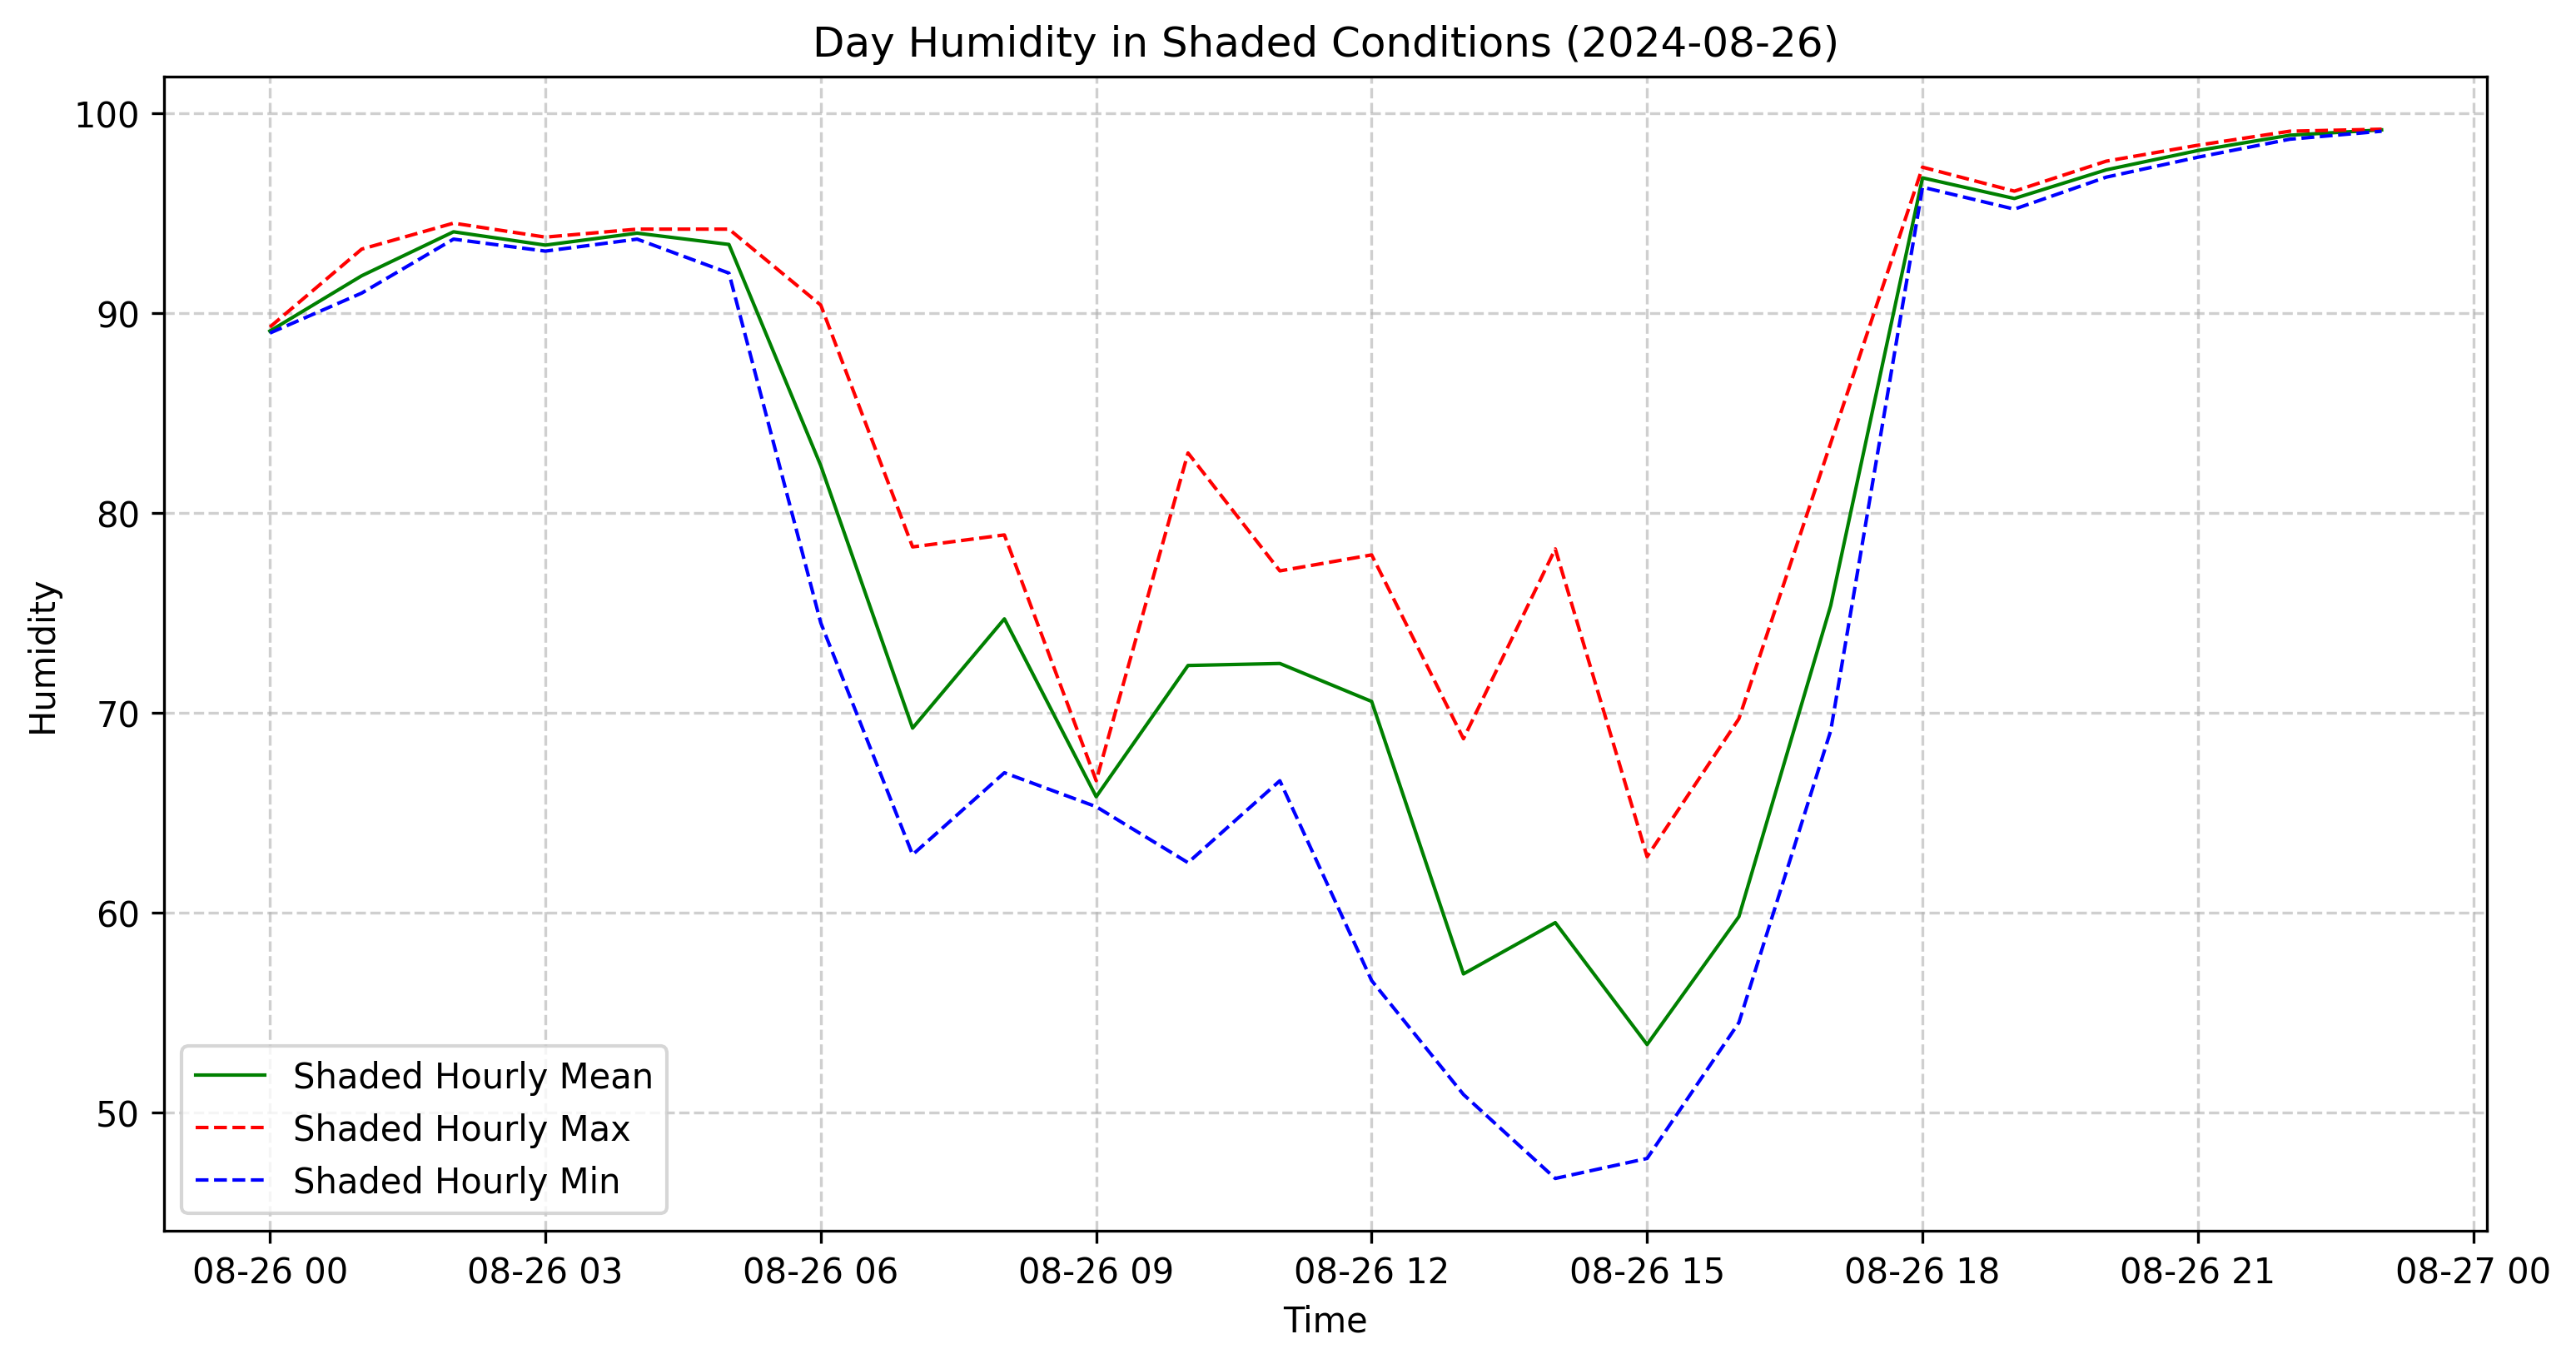 Day Humidity in Shaded Conditions (2024-08-26)
Humidity
100
90
80
70
60
50
Shaded Hourly Mean
Shaded Hourly Max
Shaded Hourly Min
08-26 00 08-26 03 08-26 06 08-26 09 08-26 12 08-26 15 08-26 18 08-26 21 08-27 00
Time